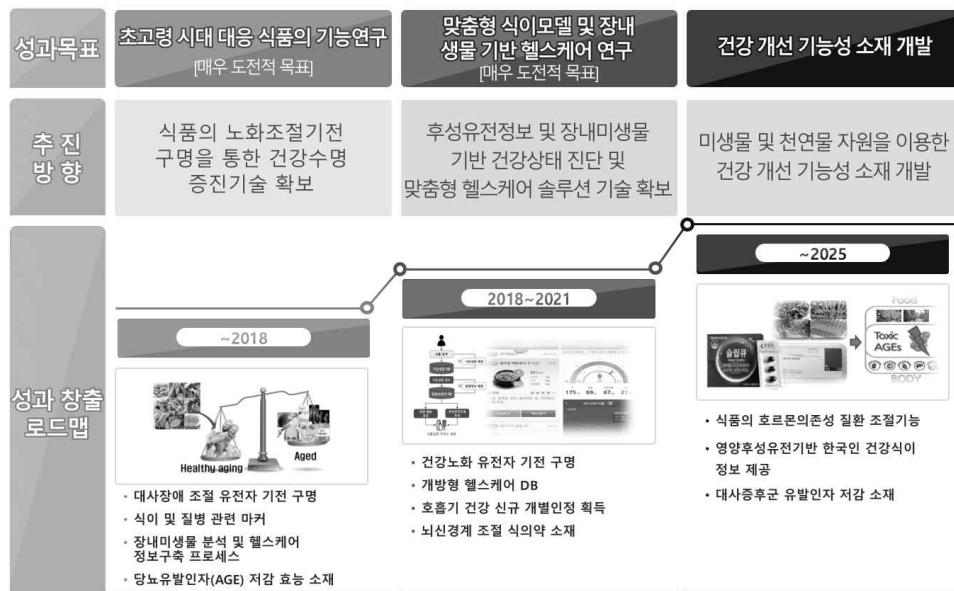 성과목표
초고령 시대 대응 식품의 기능연구
[매우 도전적 목표]
맞춤형 식이모델 및 장내
생물 기반 헬스케어 연구
[매우 도전적 목표]
건강 개선 기능성 소재 개발
추 진
방 향
식품의 노화조절기전
구명을 통한 건강수명
증진기술 확보
후성유전정보 및 장내미생물
기반 건강상태 진단 및
맞춤형 헬스케어 솔루션 기술 확보
미생물 및 천연물 자원을 이용한
건강 개선 기능성 소재 개발
성과 창출
로드맵
~2018
Healthy aging
Aged
• 대사장애 조절 유전자 기전 구명
• 식이 및 질병 관련 마커
• 장내미생물 분석 및 헬스케어
정보구축 프로세스
• 당뇨유발인자(AGE) 저감 효능 소재
2018~2021
• 건강노화 유전자 기전 구명
• 개방형 헬스케어 DB
• 호흡기 건강 신규 개별인정 획득
• 뇌신경계 조절 식의약 소재
~2025
슬림큐
Food
Toxic
AGEs
BODY
• 식품의 호르몬의존성 질환 조절기능
• 영양후성유전기반 한국인 건강식이
정보 제공
• 대사증후군 유발인자 저감 소재